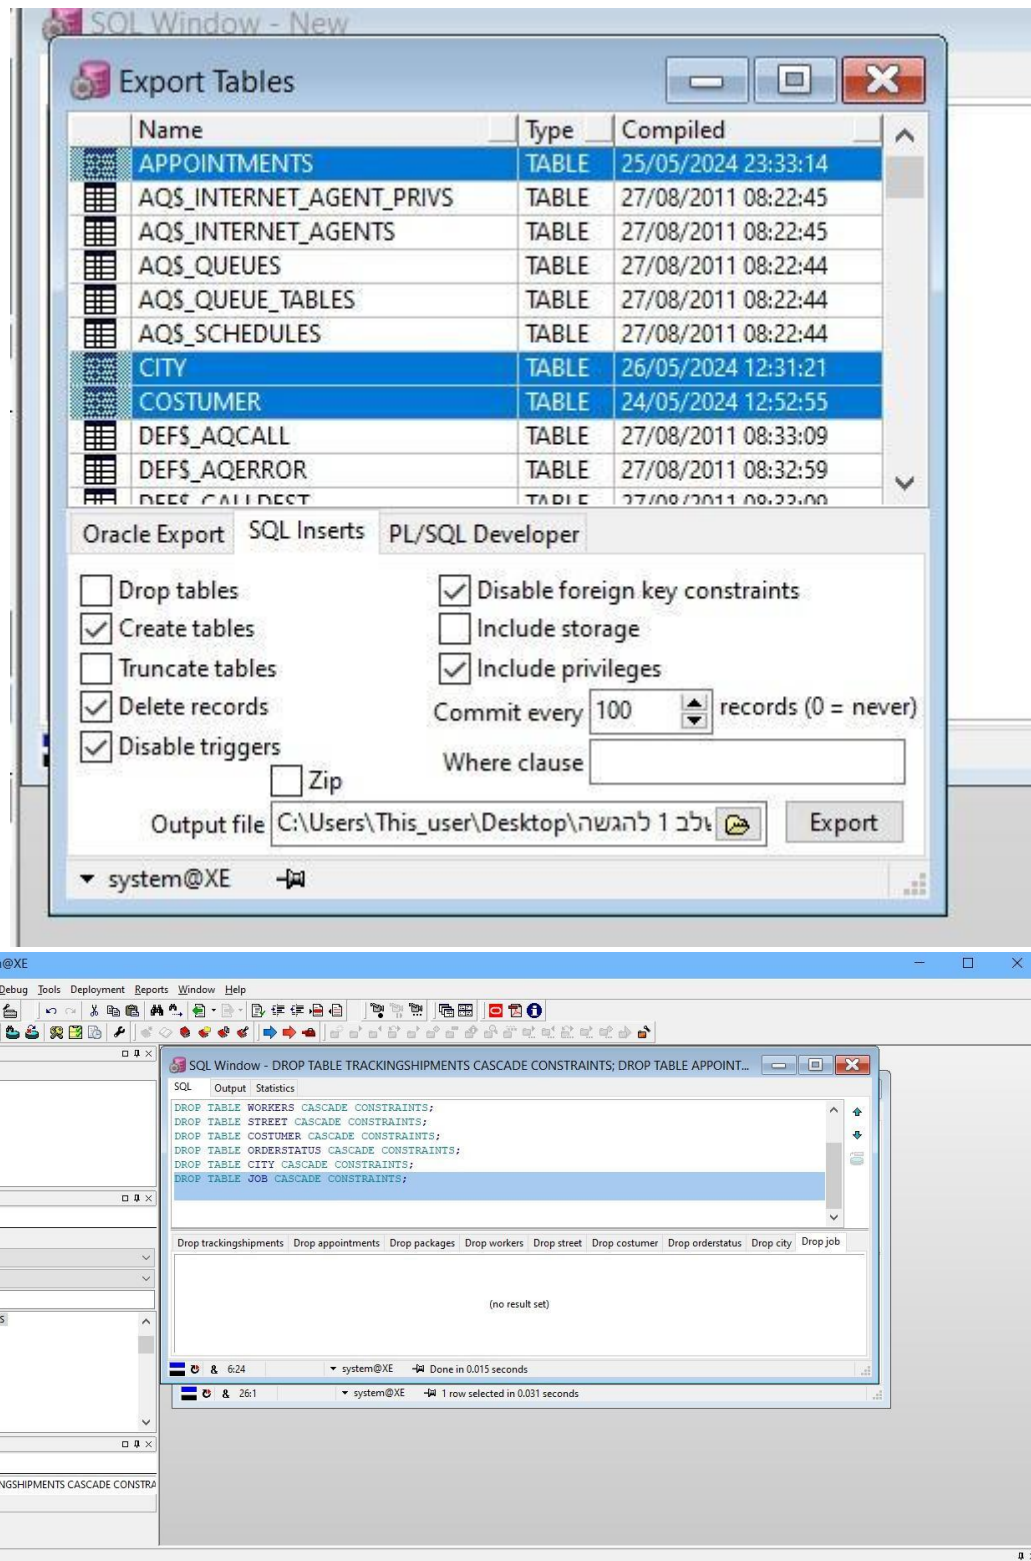 SQL Window - New
Export Tables
Name Type Compiled
APPOINTMENTS TABLE 25/05/2024 23:33:14
AQ$_INTERNET_AGENT_PRIVS TABLE 27/08/2011 08:22:45
AQ$_INTERNET_AGENTS TABLE 27/08/2011 08:22:45
AQ$_QUEUES TABLE 27/08/2011 08:22:44
AQ$_QUEUE_TABLES TABLE 27/08/2011 08:22:44
AQ$_SCHEDULES TABLE 27/08/2011 08:22:44
CITY TABLE 26/05/2024 12:31:21
COSTUMER TABLE 24/05/2024 12:52:55
DEF$_AQCALL TABLE 27/08/2011 08:33:09
DEF$_AQERROR TABLE 27/08/2011 08:32:59
DEF$_CALLDEST TABLE 27/08/2011 08:33:00
Oracle Export SQL Inserts PL/SQL Developer
Drop tables Disable foreign key constraints
Create tables Include storage
Truncate tables Include privileges
Delete records Commit every 100 records (0 = never)
Disable triggers Where clause
Zip
Output file C:\Users\This_user\Desktop\שלב 1 להגשה Export
system@XE
@XE
Debug Tools Deployment Reports Window Help
SQL Window - DROP TABLE TRACKINGSHIPMENTS CASCADE CONSTRAINTS; DROP TABLE APPOINT...
SQL Output Statistics
DROP TABLE WORKERS CASCADE CONSTRAINTS;
DROP TABLE STREET CASCADE CONSTRAINTS;
DROP TABLE COSTUMER CASCADE CONSTRAINTS;
DROP TABLE ORDERSTATUS CASCADE CONSTRAINTS;
DROP TABLE CITY CASCADE CONSTRAINTS;
DROP TABLE JOB CASCADE CONSTRAINTS;
Drop trackingshipments Drop appointments Drop packages Drop workers Drop street Drop costumer Drop orderstatus Drop city Drop job
(no result set)
& 6:24 system@XE Done in 0.015 seconds
& 26:1 system@XE 1 row selected in 0.031 seconds
NGSHIPMENTS CASCADE CONSTRA